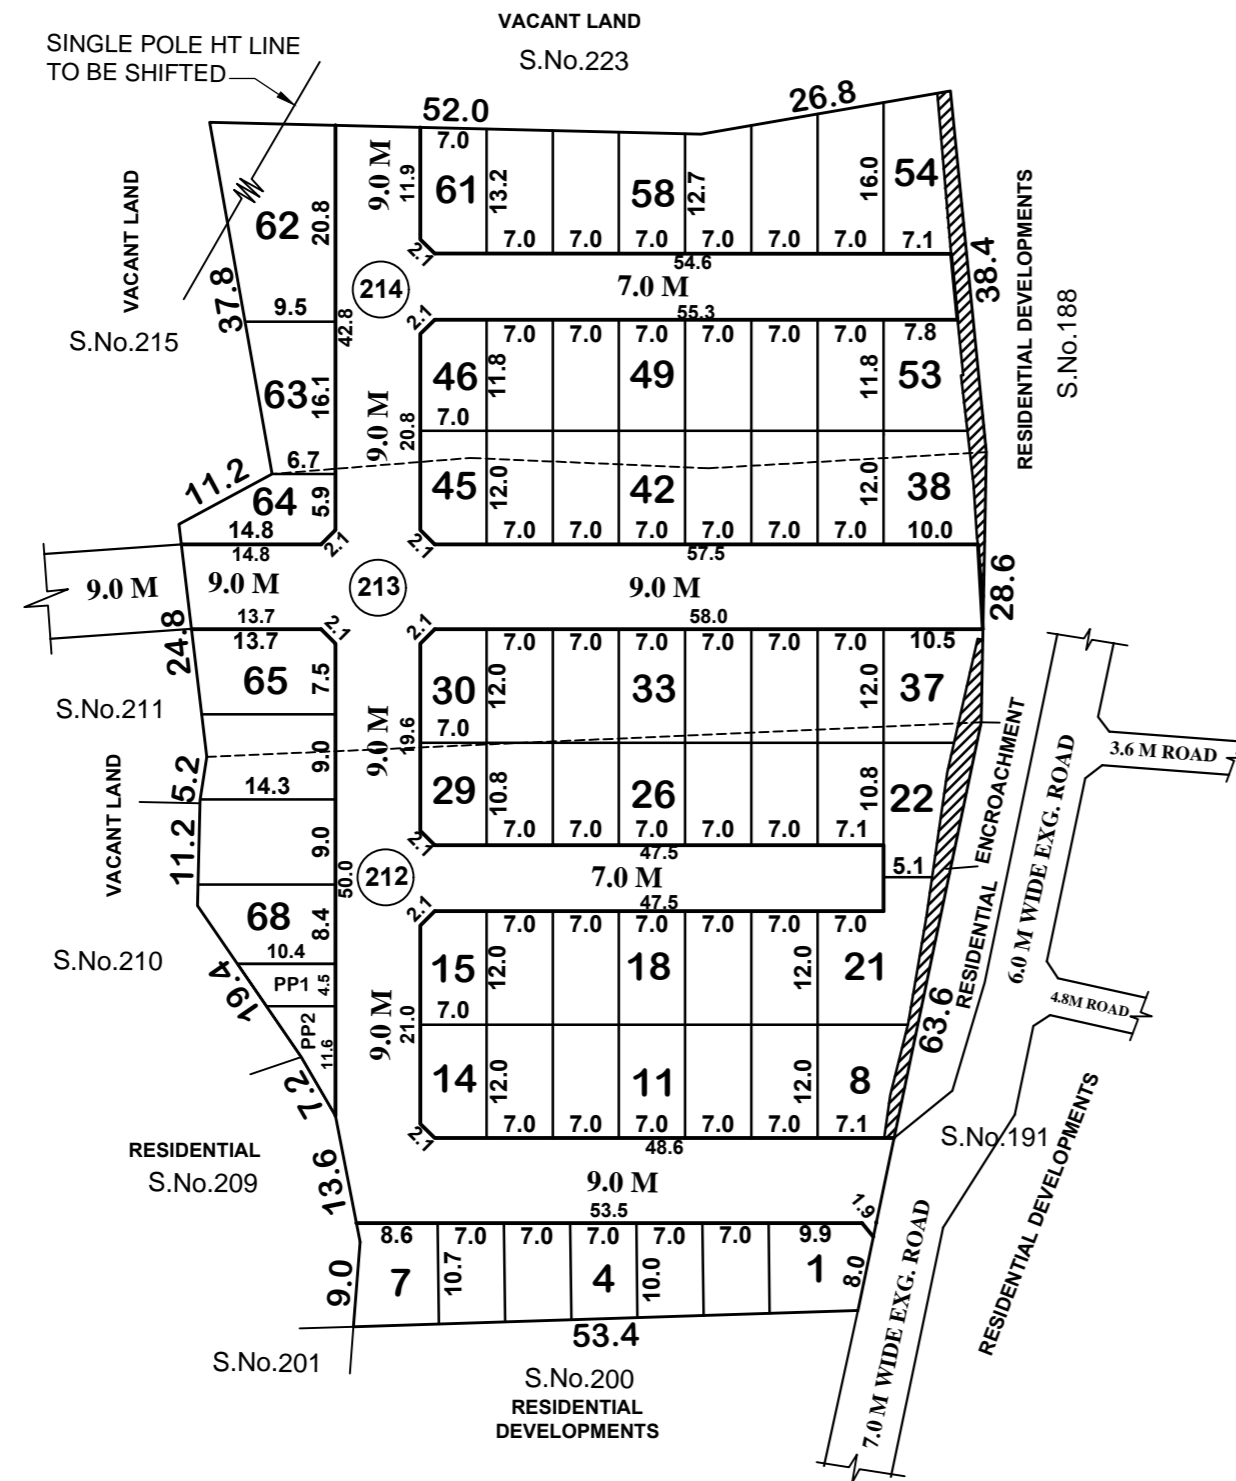 VACANT LAND
S.No.223
SINGLE POLE HT LINE
TO BE SHIFTED
52.0
26.8
7.0
9.0 M
11.9
61
13.2
58
12.7
16.0
54
VACANT LAND
62
20.8
7.0 7.0 7.0 7.0 7.0 7.0 7.1
2.1
54.6
38.4
RESIDENTIAL DEVELOPMENTS
S.No.188
214
7.0 M
37.8
9.5
42.8
2.1
55.3
S.No.215
7.0 7.0 7.0 7.0 7.0 7.0 7.8
63
16.1
9.0 M
20.8
46
11.8
49
11.8
53
7.0
11.2
6.7
64
5.9
45
12.0
42
12.0
38
14.8
7.0 7.0 7.0 7.0 7.0 7.0 10.0
14.8
2.1
2.1
57.5
9.0 M
9.0 M
213
9.0 M
28.6
13.7
2.1
2.1
58.0
24.8
13.7
7.0 7.0 7.0 7.0 7.0 7.0 10.5
65
7.5
30
12.0
33
12.0
37
S.No.211
9.0 M
19.6
7.0
VACANT LAND
5.2
9.0
14.3
29
10.8
26
10.8
22
RESIDENTIAL ENCROACHMENT
6.0 M WIDE EXG. ROAD
3.6 M ROAD
11.2
9.0
7.0 7.0 7.0 7.0 7.0 7.1
2.1
47.5
50.0
212
7.0 M
5.1
47.5
2.1
68
8.4
7.0 7.0 7.0 7.0 7.0 7.0
S.No.210
10.4
15
12.0
18
12.0
21
19.4
PP1
4.5
7.0
4.8M ROAD
9.0 M
21.0
PP2
11.6
63.6
7.2
14
12.0
11
12.0
8
7.0 7.0 7.0 7.0 7.0 7.1
2.1
48.6
S.No.191
RESIDENTIAL DEVELOPMENTS
RESIDENTIAL
S.No.209
13.6
9.0 M
53.5
1.9
8.6 7.0 7.0 7.0 7.0 7.0 9.9
9.0
7
10.7
4
10.0
1
8.0
7.0 M WIDE EXG. ROAD
53.4
S.No.201
S.No.200
RESIDENTIAL
DEVELOPMENTS